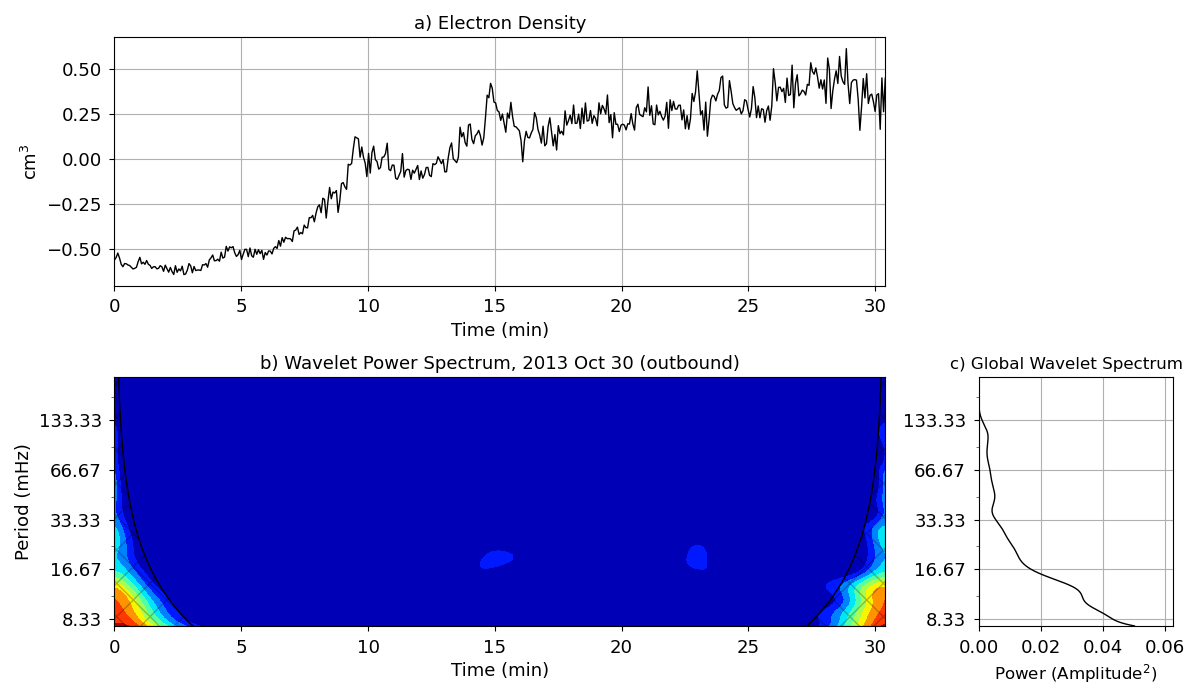 a) Electron Density
cm³
0.50
0.25
0.00
−0.25
−0.50
0 5 10 15 20 25 30
Time (min)
b) Wavelet Power Spectrum, 2013 Oct 30 (outbound)
Period (mHz)
133.33
66.67
33.33
16.67
8.33
0 5 10 15 20 25 30
Time (min)
c) Global Wavelet Spectrum
133.33
66.67
33.33
16.67
8.33
0.00 0.02 0.04 0.06
Power (Amplitude²)